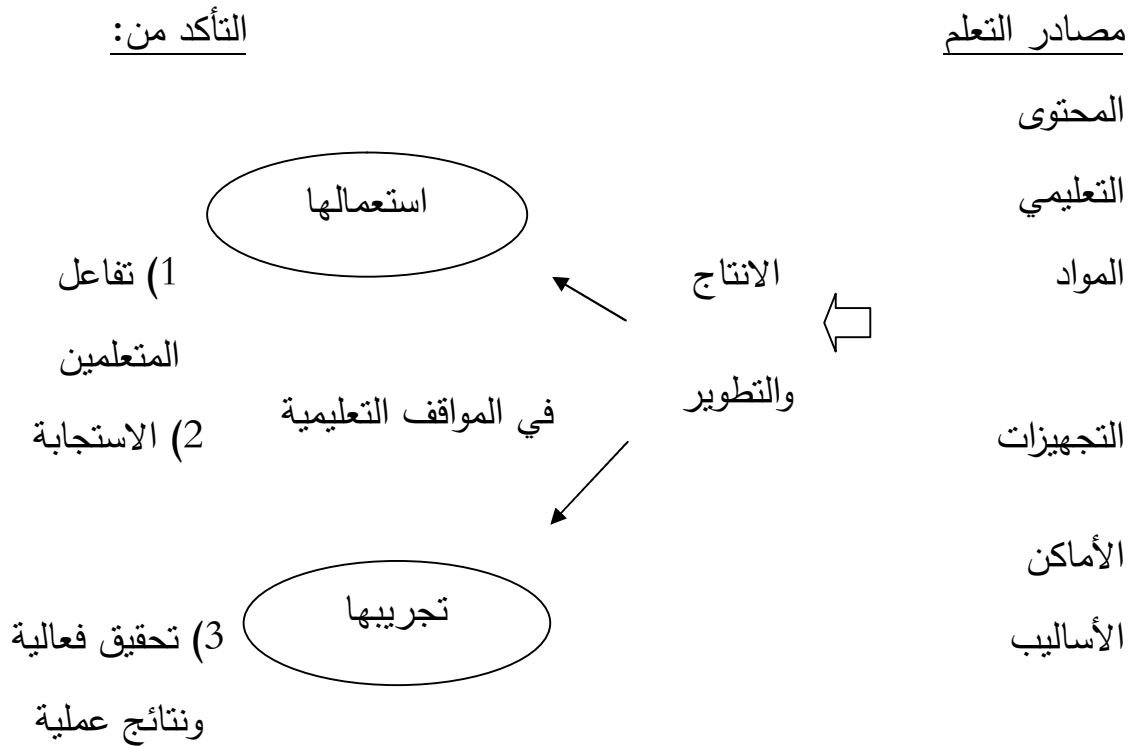 مصادر التعلم
المحتوى
التعليمي
المواد
التجهيزات
الأماكن
الأساليب
الانتاج
والتطوير
استعمالها
في المواقف التعليمية
تجريبها
التأكد من:
1) تفاعل
المتعلمين
2) الاستجابة
3) تحقيق فعالية
ونتائج عملية